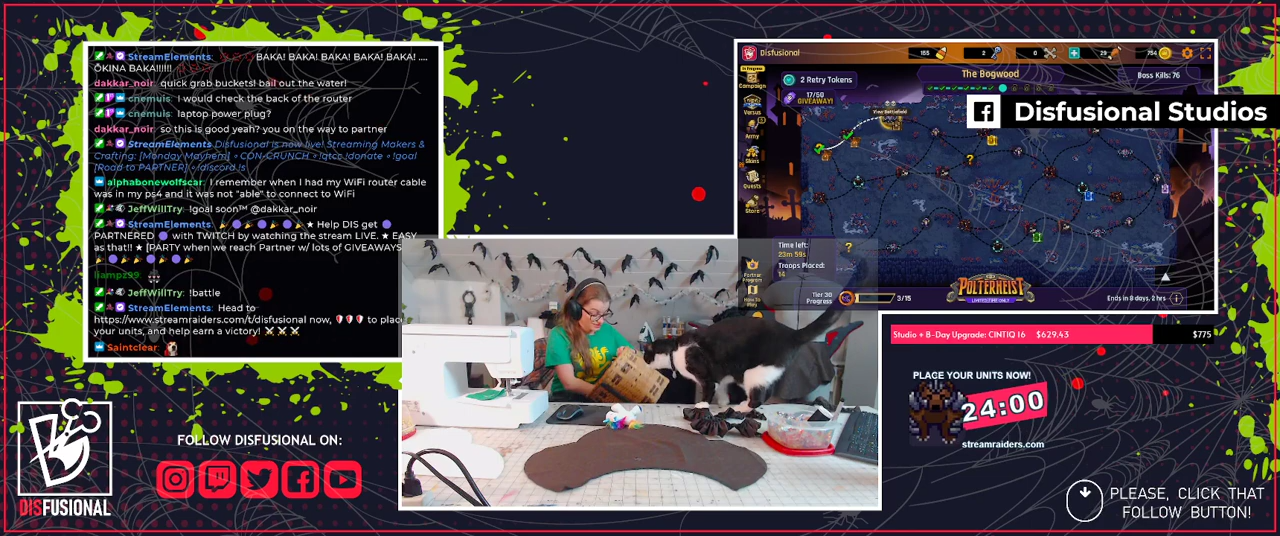 StreamElements: BAKA! BAKA! BAKA! BAKA! BAKA! ....
ŌKINA BAKA!!!!!!
dakkar_noir: quick grab buckets! bail out the water!
cnemuis: I would check the back of the router
cnemuis: laptop power plug?
dakkar_noir: so this is good yeah? you on the way to partner
StreamElements Disfusional is now live! Streaming Makers &
Crafting: [Monday Mayhem]
[Road to PARTNER] ◦ !discord !s
alphabonewolfscar: I remember when I had my WiFi router cable
was in my ps4 and it was not "able" to connect to WiFi
JeffWillTry: !goal soon™ @dakkar_noir
StreamElements: ★ Help DIS get
PARTNERED with TWITCH by watching the stream LIVE. ★ EASY
as that!! ★ [PARTY when we reach Partner w/ lots of GIVEAWAYS
liampz99:
JeffWillTry: !battle
StreamElements: Head to
https://www.streamraiders.com/t/disfusional now, to place
your units, and help earn a victory!
Saintclear:
Disfusional
155
2
0
29
754
Campaign
Versus
Army
Skins
Quests
Store
2 Retry Tokens
17/50
GIVEAWAY!
The Bogwood
Boss Kills: 76
Your Battlefield
Disfusional Studios
Time left:
23m 59s
Troops Placed:
18
Tier 30
Progress
3/15
POLTERHEIST
Ends in 8 days, 2 hrs
Studio + B-Day Upgrade: CINTIQ 16 $629.43
$775
PLACE YOUR UNITS NOW!
24:00
streamraiders.com
DISFUSIONAL
FOLLOW DISFUSIONAL ON:
PLEASE, CLICK THAT
FOLLOW BUTTON!